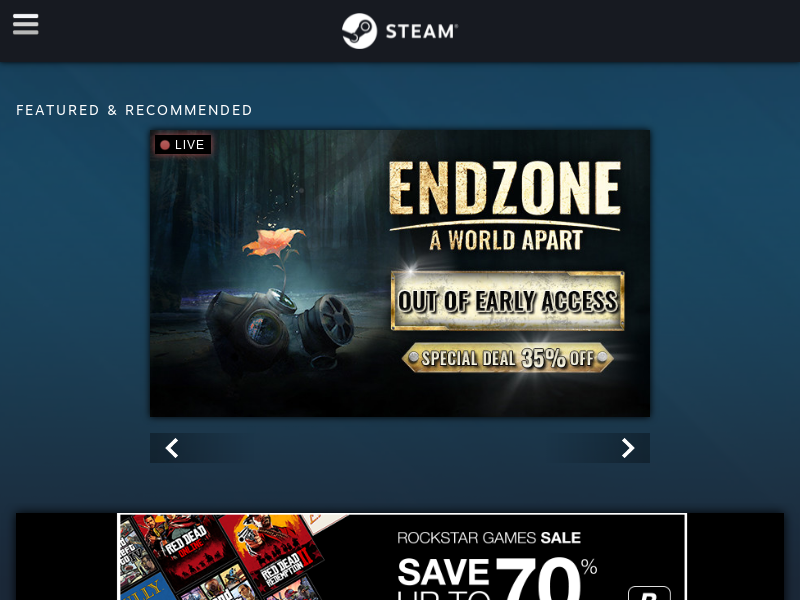 STEAM
FEATURED & RECOMMENDED
LIVE
ENDZONE
A WORLD APART
OUT OF EARLY ACCESS
SPECIAL DEAL 35% OFF
ROCKSTAR GAMES SALE
SAVE
UP TO 70%
RED DEAD
ONLINE
RED DEAD
REDEMPTION II